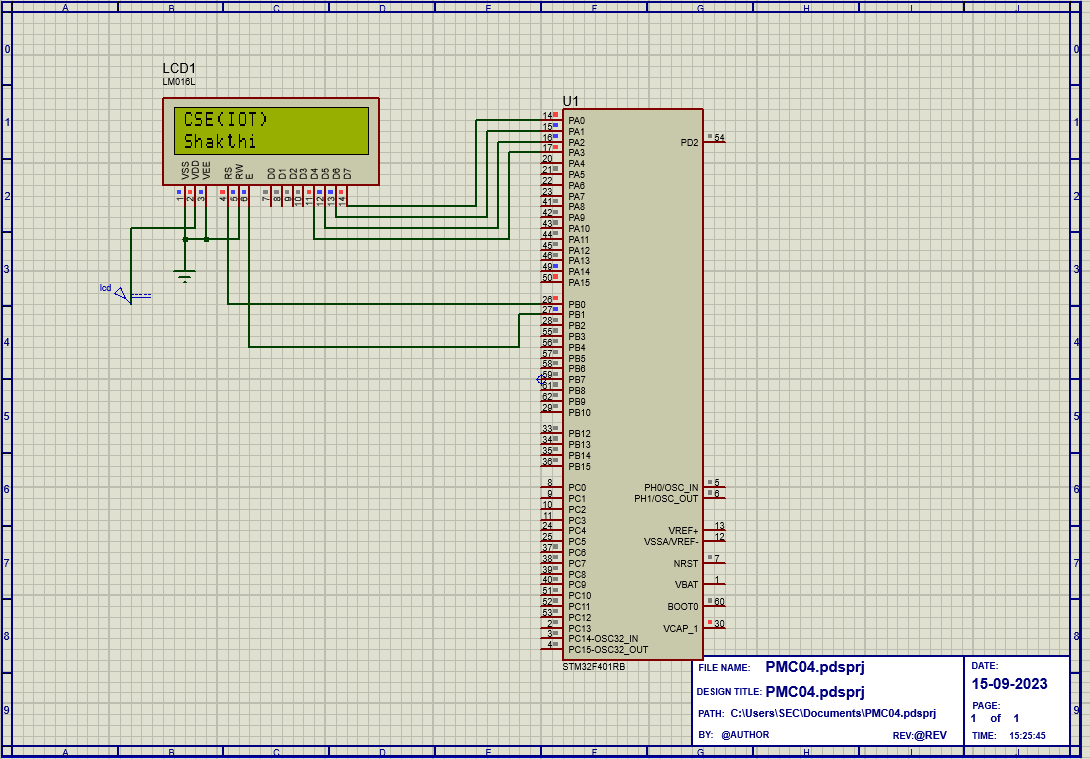 A B C D E F G H J
LCD1
LM016L
CSE(IOT)
Shakthi
VSS VDD VEE RS RW E D0 D1 D2 D3 D4 D5 D6 D7
1 2 3 4 5 6 7 8 9 10 11 12 13 14
lcd
U1
14 PA0
15 PA1
16 PA2
17 PA3
20 PA4
21 PA5
22 PA6
23 PA7
41 PA8
42 PA9
43 PA10
44 PA11
45 PA12
46 PA13
49 PA14
50 PA15
26 PB0
27 PB1
28 PB2
55 PB3
56 PB4
57 PB5
58 PB6
59 PB7
61 PB8
62 PB9
29 PB10
33 PB12
34 PB13
35 PB14
36 PB15
8 PC0
9 PC1
10 PC2
11 PC3
24 PC4
25 PC5
37 PC6
38 PC7
39 PC8
40 PC9
51 PC10
52 PC11
53 PC12
2 PC13
3 PC14-OSC32_IN
4 PC15-OSC32_OUT
PD2 54
PH0/OSC_IN 5
PH1/OSC_OUT 6
VREF+ 13
VSSA/VREF- 12
NRST 7
VBAT 1
BOOT0 60
VCAP_1 30
STM32F401RB
0 1 2 3 4 5 6 7 8 9
0 1 2 3 4 5 6 7 8 9
FILE NAME: PMC04.pdsprj
DESIGN TITLE: PMC04.pdsprj
PATH: C:\Users\SEC\Documents\PMC04.pdsprj
BY: @AUTHOR REV:@REV
DATE:
15-09-2023
PAGE:
1 of 1
TIME: 15:25:45
A B C D E F G H J